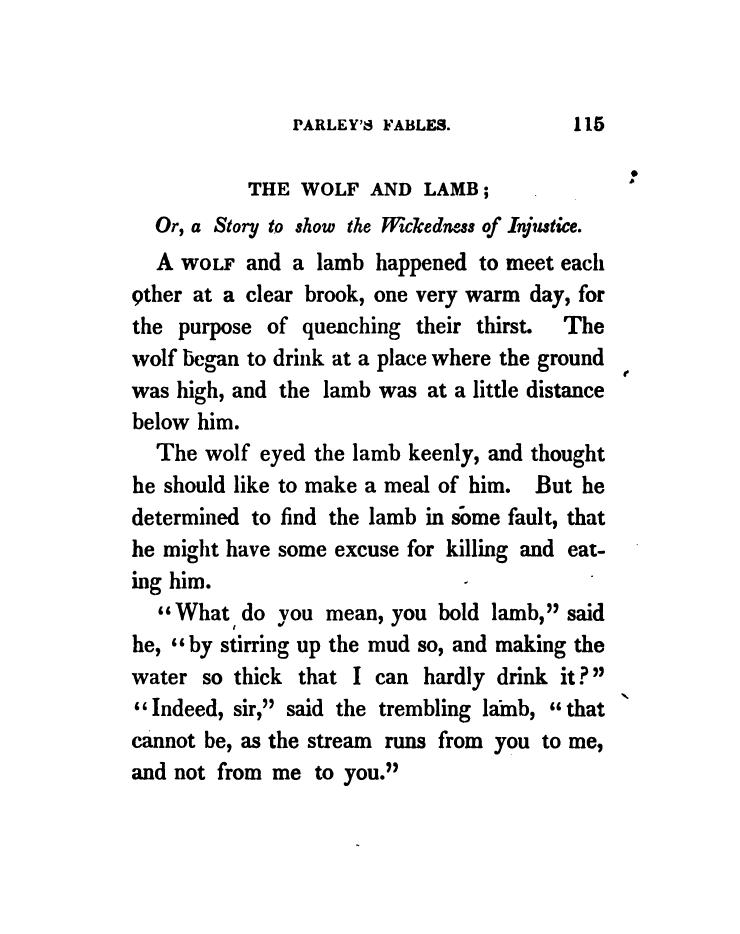 PARLEY'S FABLES. 115
THE WOLF AND LAMB;
Or, a Story to show the Wickedness of Injustice.
A WOLF and a lamb happened to meet each
other at a clear brook, one very warm day, for
the purpose of quenching their thirst. The
wolf began to drink at a place where the ground
was high, and the lamb was at a little distance
below him.
The wolf eyed the lamb keenly, and thought
he should like to make a meal of him. But he
determined to find the lamb in some fault, that
he might have some excuse for killing and eat-
ing him.
"What do you mean, you bold lamb," said
he, "by stirring up the mud so, and making the
water so thick that I can hardly drink it?"
"Indeed, sir," said the trembling lamb, "that
cannot be, as the stream runs from you to me,
and not from me to you."